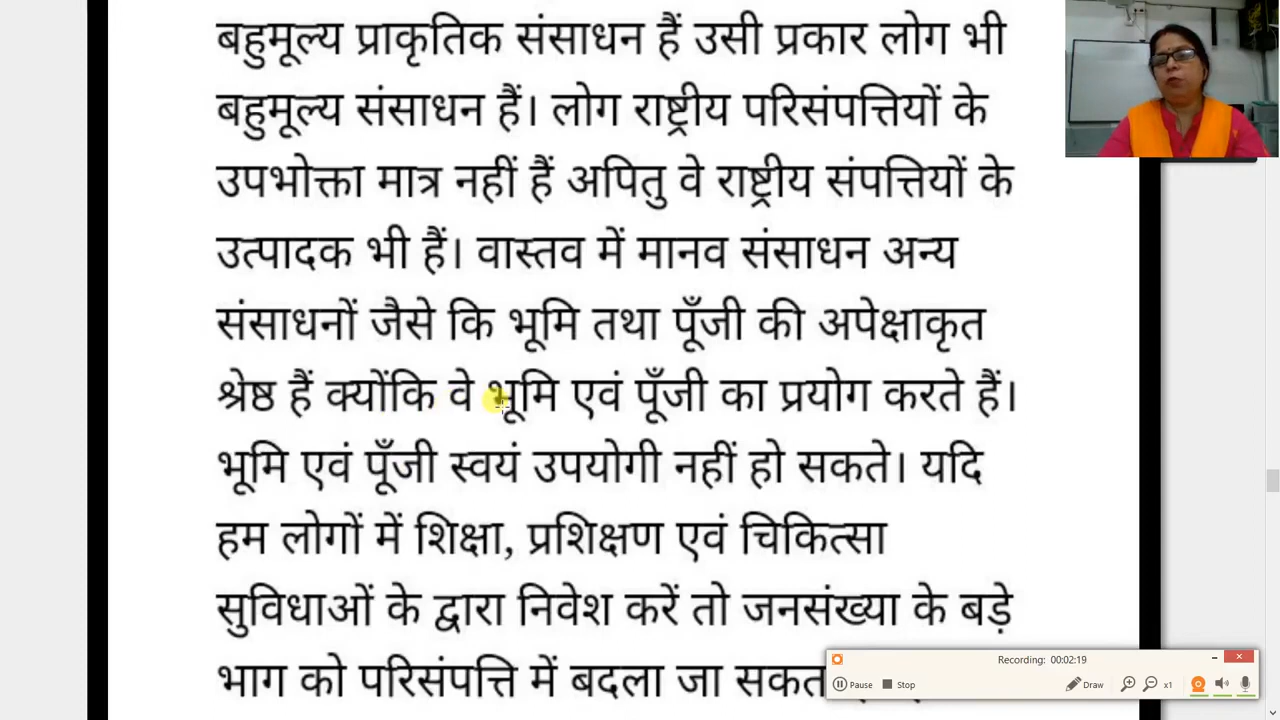 बहुमूल्य प्राकृतिक संसाधन हैं उसी प्रकार लोग भी
बहुमूल्य संसाधन हैं। लोग राष्ट्रीय परिसंपत्तियों के
उपभोक्ता मात्र नहीं हैं अपितु वे राष्ट्रीय संपत्तियों के
उत्पादक भी हैं। वास्तव में मानव संसाधन अन्य
संसाधनों जैसे कि भूमि तथा पूँजी की अपेक्षाकृत
श्रेष्ठ हैं क्योंकि वे भूमि एवं पूँजी का प्रयोग करते हैं।
भूमि एवं पूँजी स्वयं उपयोगी नहीं हो सकते। यदि
हम लोगों में शिक्षा, प्रशिक्षण एवं चिकित्सा
सुविधाओं के द्वारा निवेश करें तो जनसंख्या के बड़े
भाग को परिसंपत्ति में बदला जा
Recording: 00:02:19
Pause Stop Draw x1